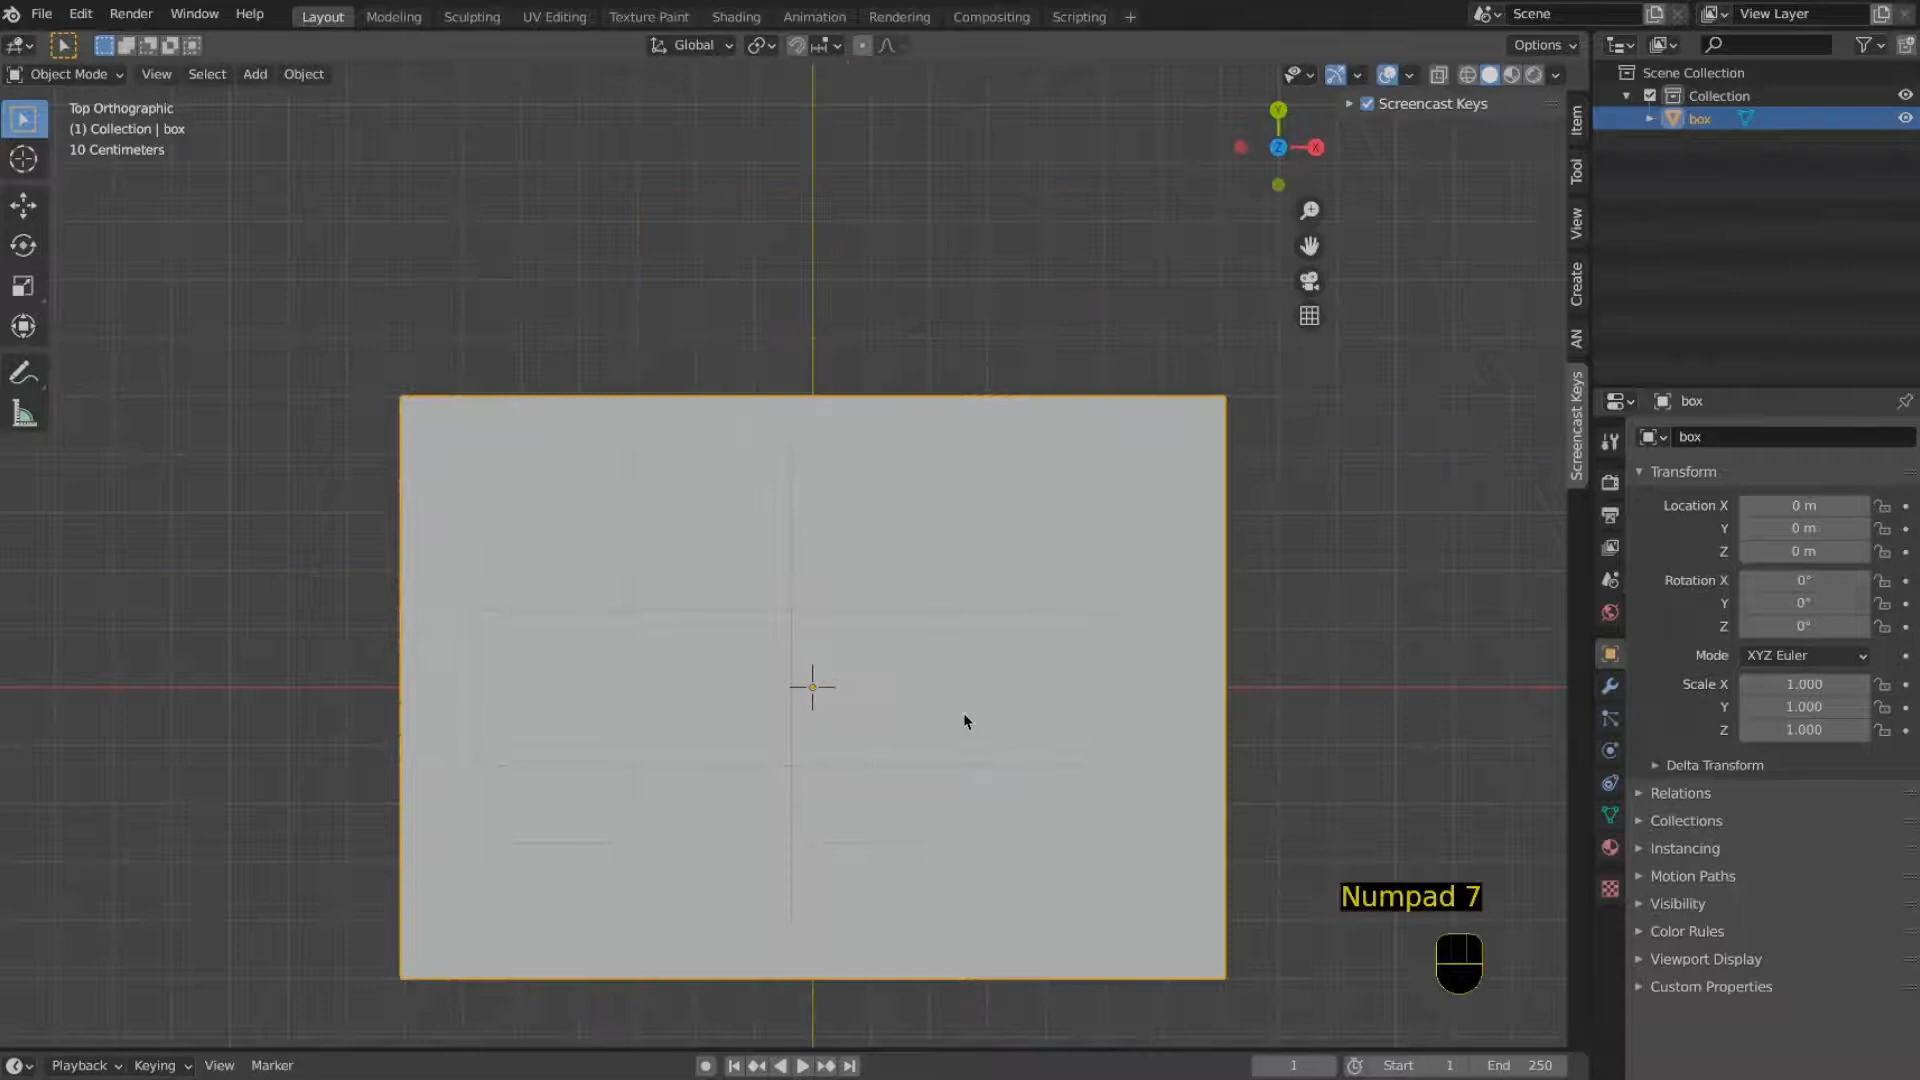 File Edit Render Window Help Layout Modeling Sculpting UV Editing Texture Paint Shading Animation Rendering Compositing Scripting + Scene View Layer
Global Options
Object Mode View Select Add Object
Top Orthographic
(1) Collection | box
10 Centimeters
Screencast Keys
Y
Z
X
Item
Tool
View
Create
AN
Screencast Keys
Scene Collection
Collection
box
box
box
Transform
Location X 0 m
Y 0 m
Z 0 m
Rotation X 0°
Y 0°
Z 0°
Mode XYZ Euler
Scale X 1.000
Y 1.000
Z 1.000
Delta Transform
Relations
Collections
Instancing
Motion Paths
Visibility
Color Rules
Viewport Display
Custom Properties
Numpad 7
Playback Keying View Marker 1 Start 1 End 250